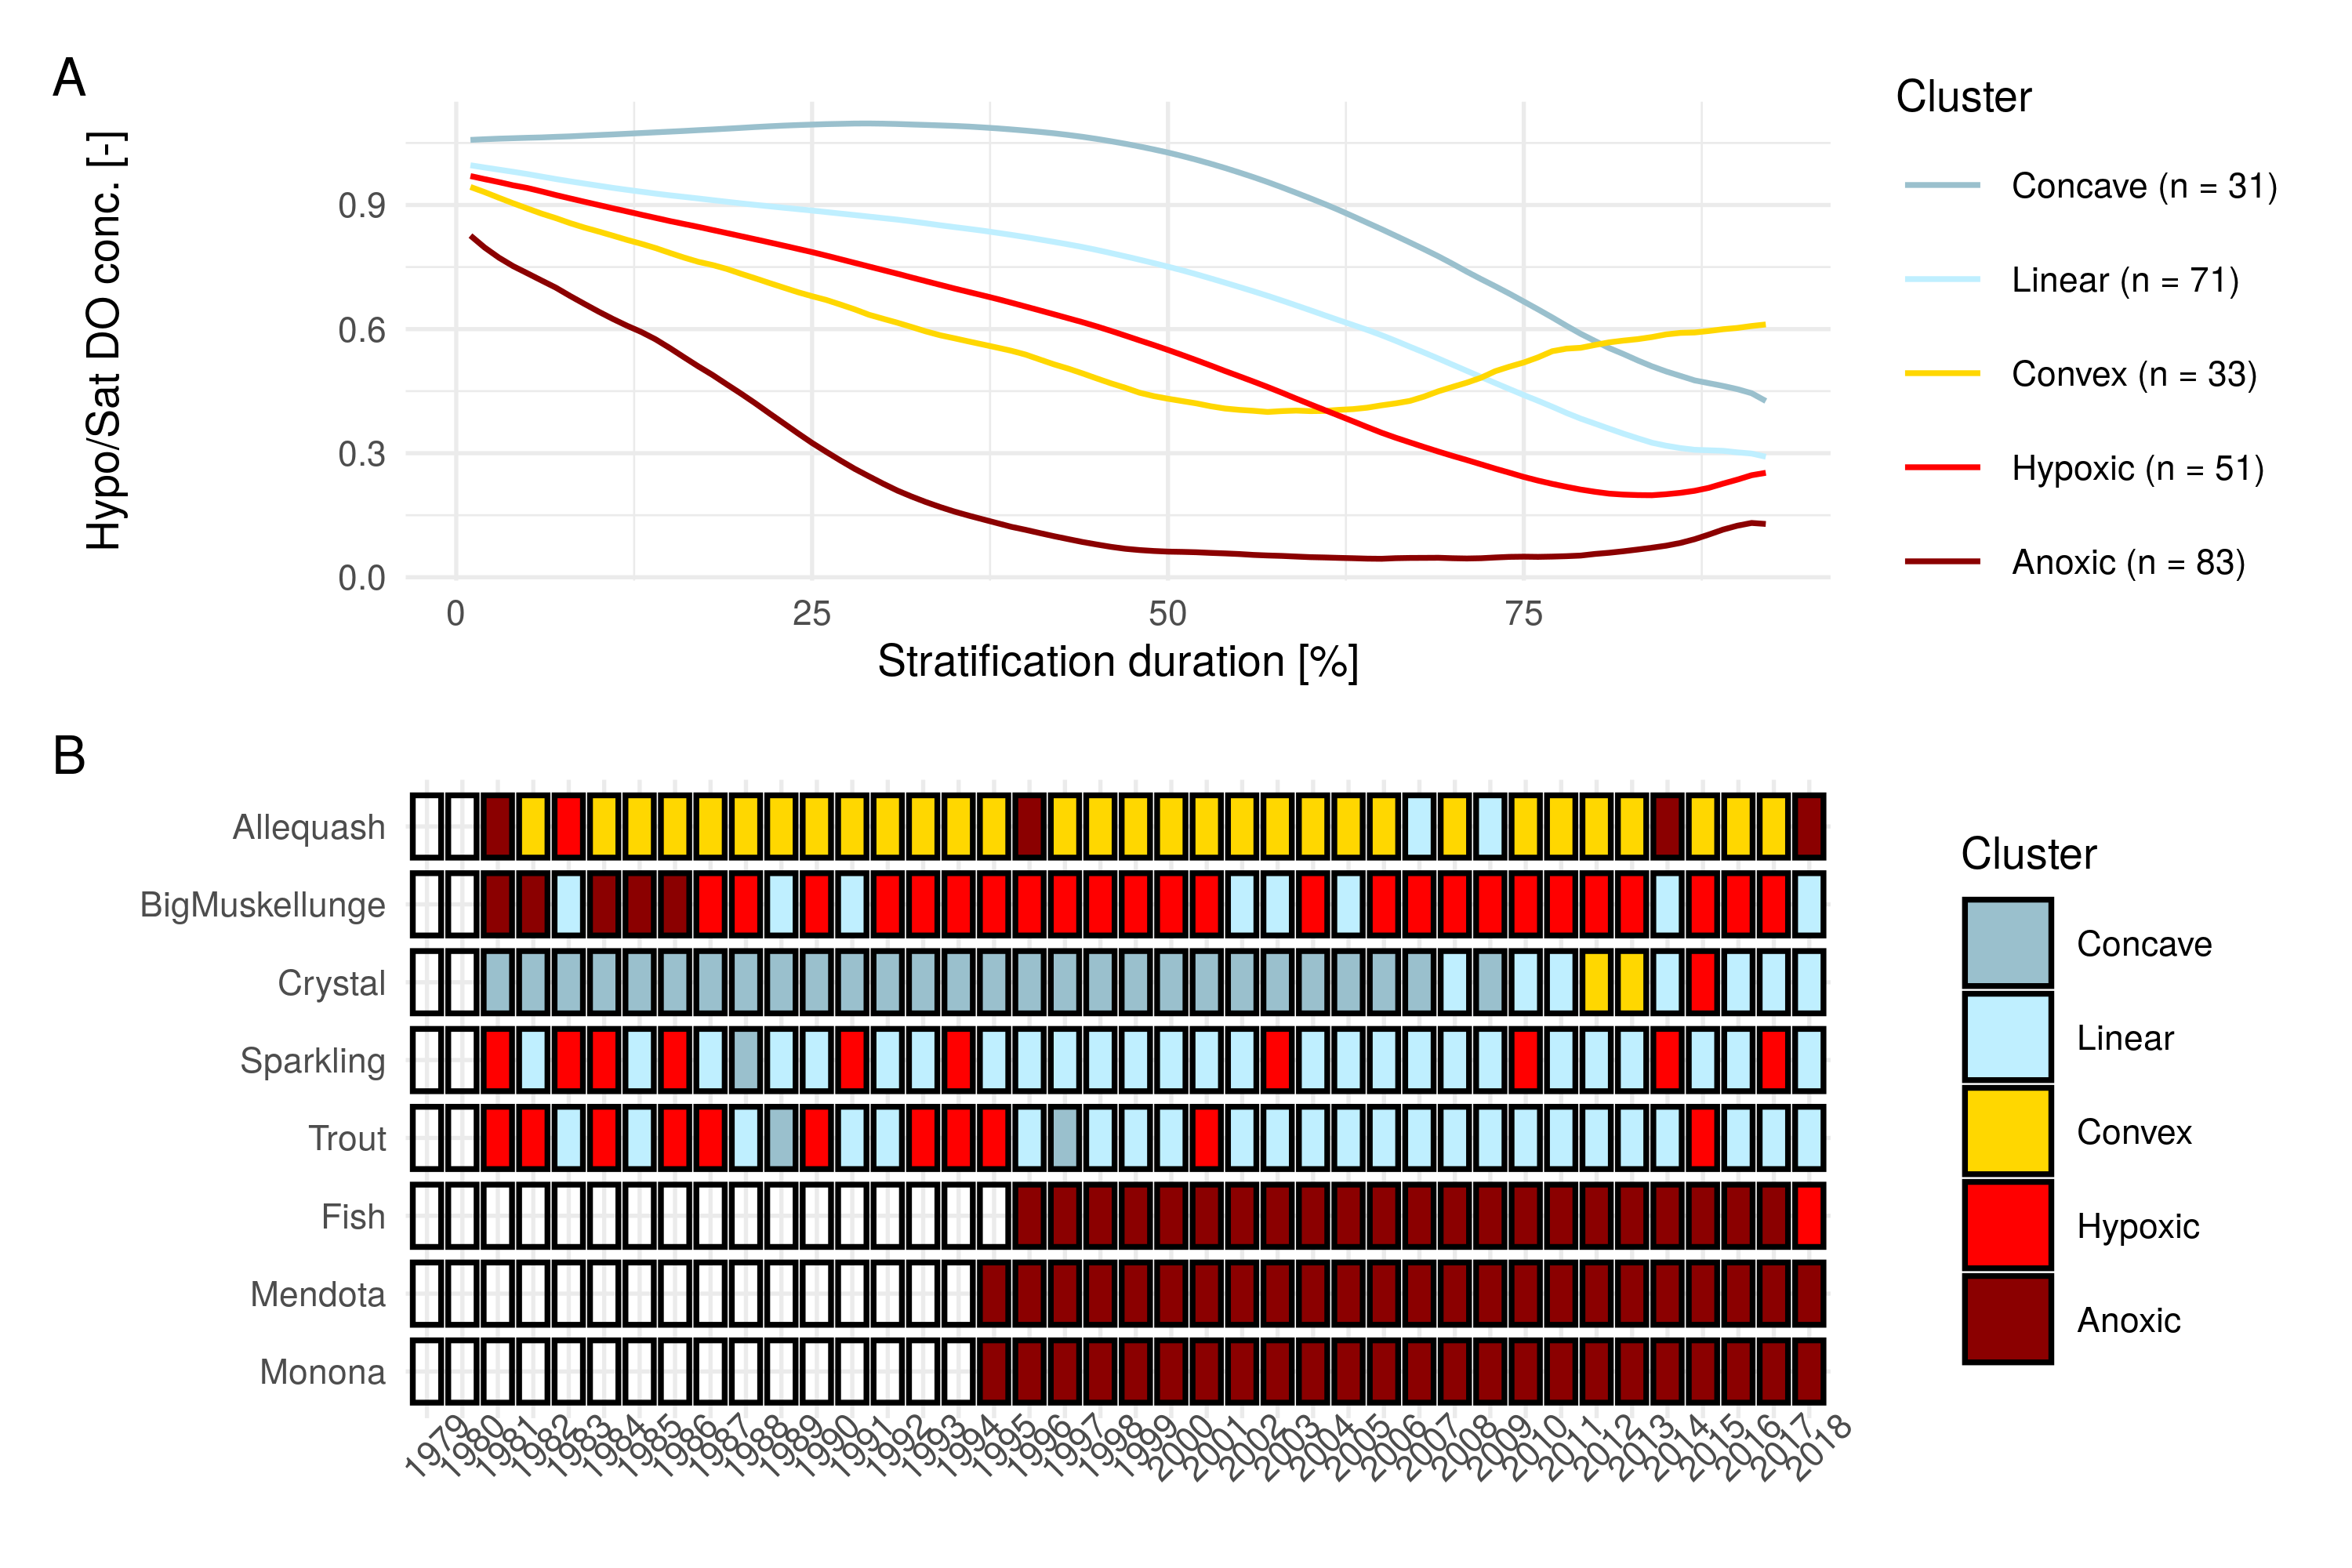 A
Hypo/Sat DO conc. [-]
0.9
0.6
0.3
0.0
0
25
50
75
Stratification duration [%]
Cluster
Concave (n = 31)
Linear (n = 71)
Convex (n = 33)
Hypoxic (n = 51)
Anoxic (n = 83)
B
Allequash
BigMuskellunge
Crystal
Sparkling
Trout
Fish
Mendota
Monona
1979
1980
1981
1982
1983
1984
1985
1986
1987
1988
1989
1990
1991
1992
1993
1994
1995
1996
1997
1998
1999
2000
2001
2002
2003
2004
2005
2006
2007
2008
2009
2010
2011
2012
2013
2014
2015
2016
2017
2018
Cluster
Concave
Linear
Convex
Hypoxic
Anoxic